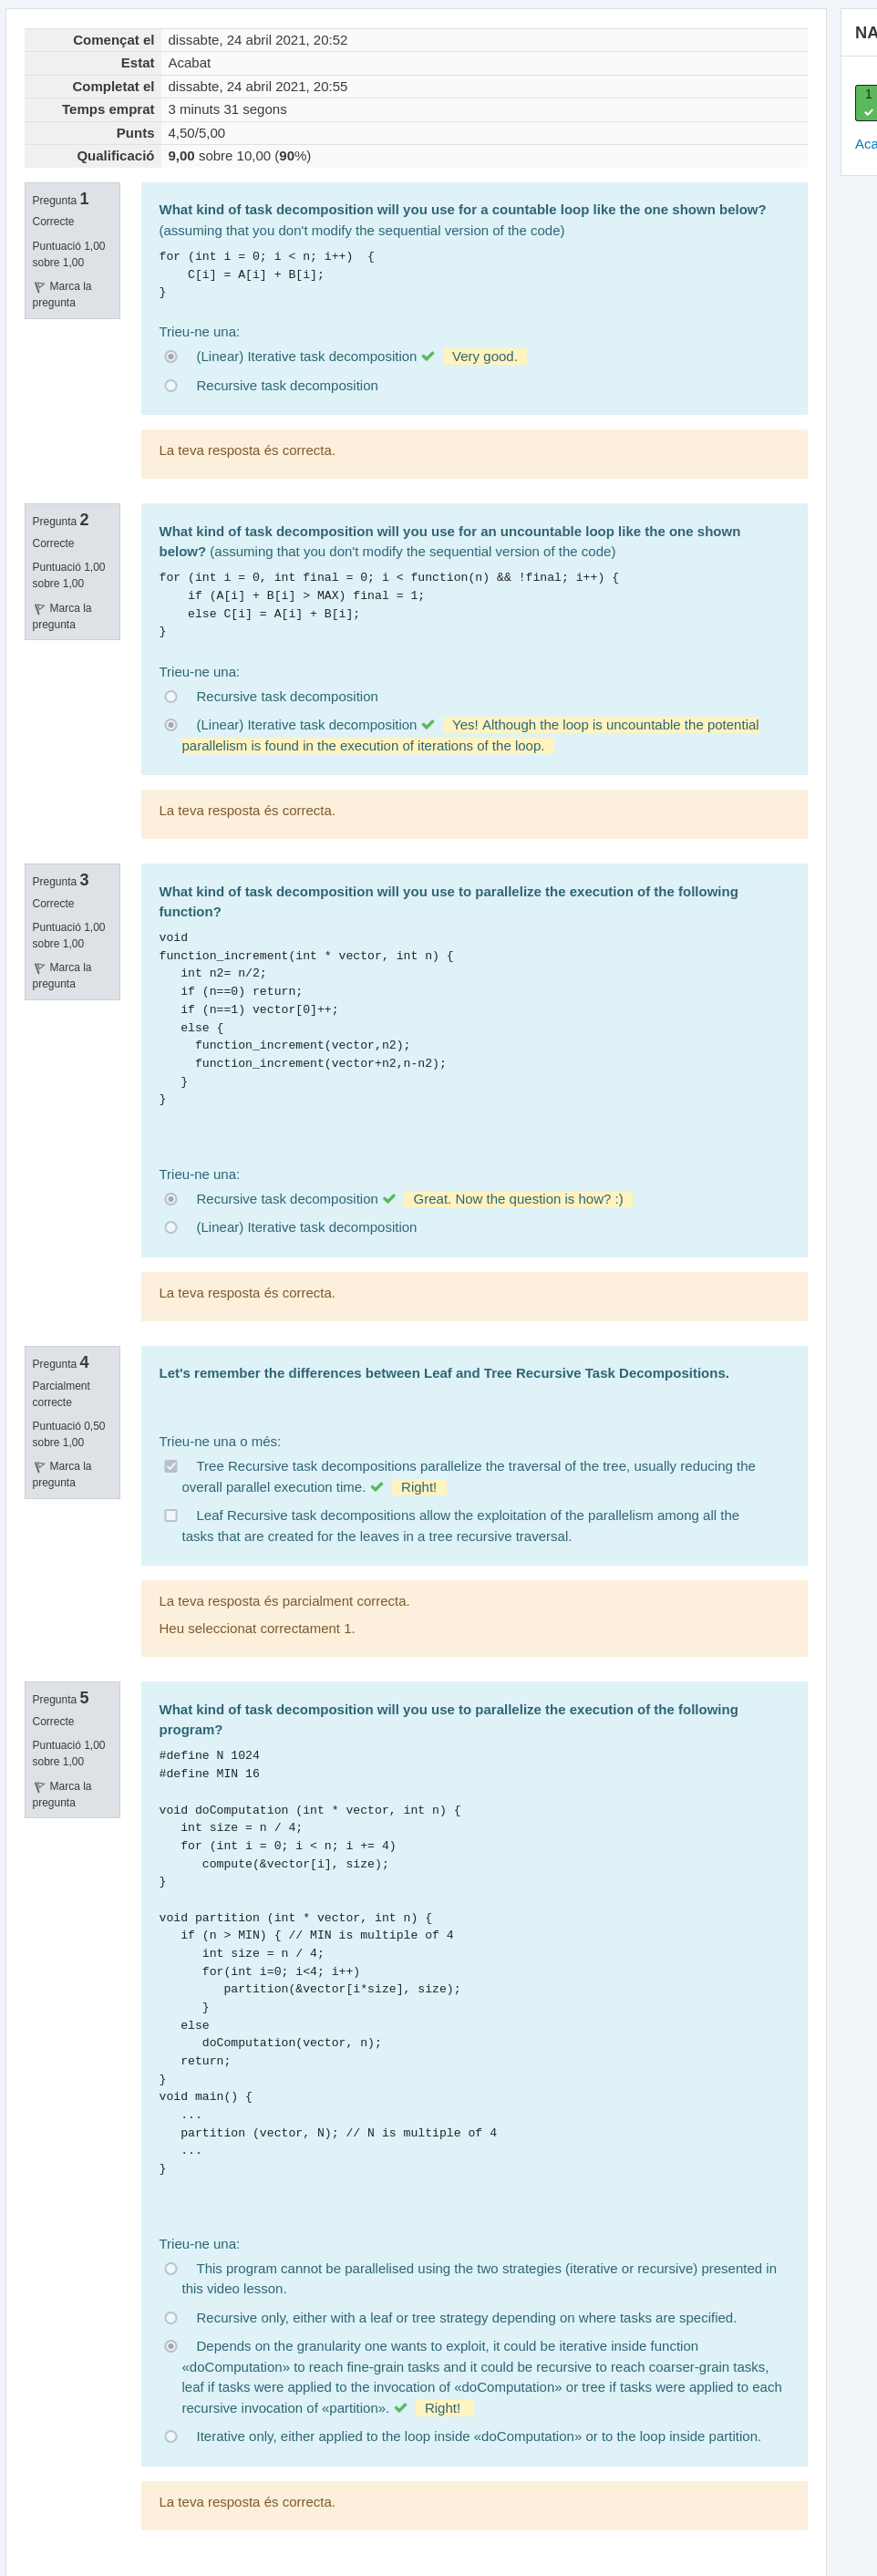 NA
1
Aca
Començat el dissabte, 24 abril 2021, 20:52
Estat Acabat
Completat el dissabte, 24 abril 2021, 20:55
Temps emprat 3 minuts 31 segons
Punts 4,50/5,00
Qualificació 9,00 sobre 10,00 (90%)
Pregunta 1
Correcte
Puntuació 1,00
sobre 1,00
Marca la
pregunta
What kind of task decomposition will you use for a countable loop like the one shown below?
(assuming that you don't modify the sequential version of the code)
for (int i = 0; i < n; i++)  {
    C[i] = A[i] + B[i];
}
Trieu-ne una:
(Linear) Iterative task decomposition Very good.
Recursive task decomposition
La teva resposta és correcta.
Pregunta 2
Correcte
Puntuació 1,00
sobre 1,00
Marca la
pregunta
What kind of task decomposition will you use for an uncountable loop like the one shown
below? (assuming that you don't modify the sequential version of the code)
for (int i = 0, int final = 0; i < function(n) && !final; i++) {
    if (A[i] + B[i] > MAX) final = 1;
    else C[i] = A[i] + B[i];
}
Trieu-ne una:
Recursive task decomposition
(Linear) Iterative task decomposition Yes! Although the loop is uncountable the potential
parallelism is found in the execution of iterations of the loop.
La teva resposta és correcta.
Pregunta 3
Correcte
Puntuació 1,00
sobre 1,00
Marca la
pregunta
What kind of task decomposition will you use to parallelize the execution of the following
function?
void
function_increment(int * vector, int n) {
   int n2= n/2;
   if (n==0) return;
   if (n==1) vector[0]++;
   else {
     function_increment(vector,n2);
     function_increment(vector+n2,n-n2);
   }
}
Trieu-ne una:
Recursive task decomposition Great. Now the question is how? :)
(Linear) Iterative task decomposition
La teva resposta és correcta.
Pregunta 4
Parcialment
correcte
Puntuació 0,50
sobre 1,00
Marca la
pregunta
Let's remember the differences between Leaf and Tree Recursive Task Decompositions.
Trieu-ne una o més:
Tree Recursive task decompositions parallelize the traversal of the tree, usually reducing the
overall parallel execution time. Right!
Leaf Recursive task decompositions allow the exploitation of the parallelism among all the
tasks that are created for the leaves in a tree recursive traversal.
La teva resposta és parcialment correcta.
Heu seleccionat correctament 1.
Pregunta 5
Correcte
Puntuació 1,00
sobre 1,00
Marca la
pregunta
What kind of task decomposition will you use to parallelize the execution of the following
program?
#define N 1024
#define MIN 16
void doComputation (int * vector, int n) {
   int size = n / 4;
   for (int i = 0; i < n; i += 4)
      compute(&vector[i], size);
}
void partition (int * vector, int n) {
   if (n > MIN) { // MIN is multiple of 4
      int size = n / 4;
      for(int i=0; i<4; i++)
         partition(&vector[i*size], size);
      }
   else
      doComputation(vector, n);
   return;
}
void main() {
   ...
   partition (vector, N); // N is multiple of 4
   ...
}
Trieu-ne una:
This program cannot be parallelised using the two strategies (iterative or recursive) presented in
this video lesson.
Recursive only, either with a leaf or tree strategy depending on where tasks are specified.
Depends on the granularity one wants to exploit, it could be iterative inside function
«doComputation» to reach fine-grain tasks and it could be recursive to reach coarser-grain tasks,
leaf if tasks were applied to the invocation of «doComputation» or tree if tasks were applied to each
recursive invocation of «partition». Right!
Iterative only, either applied to the loop inside «doComputation» or to the loop inside partition.
La teva resposta és correcta.